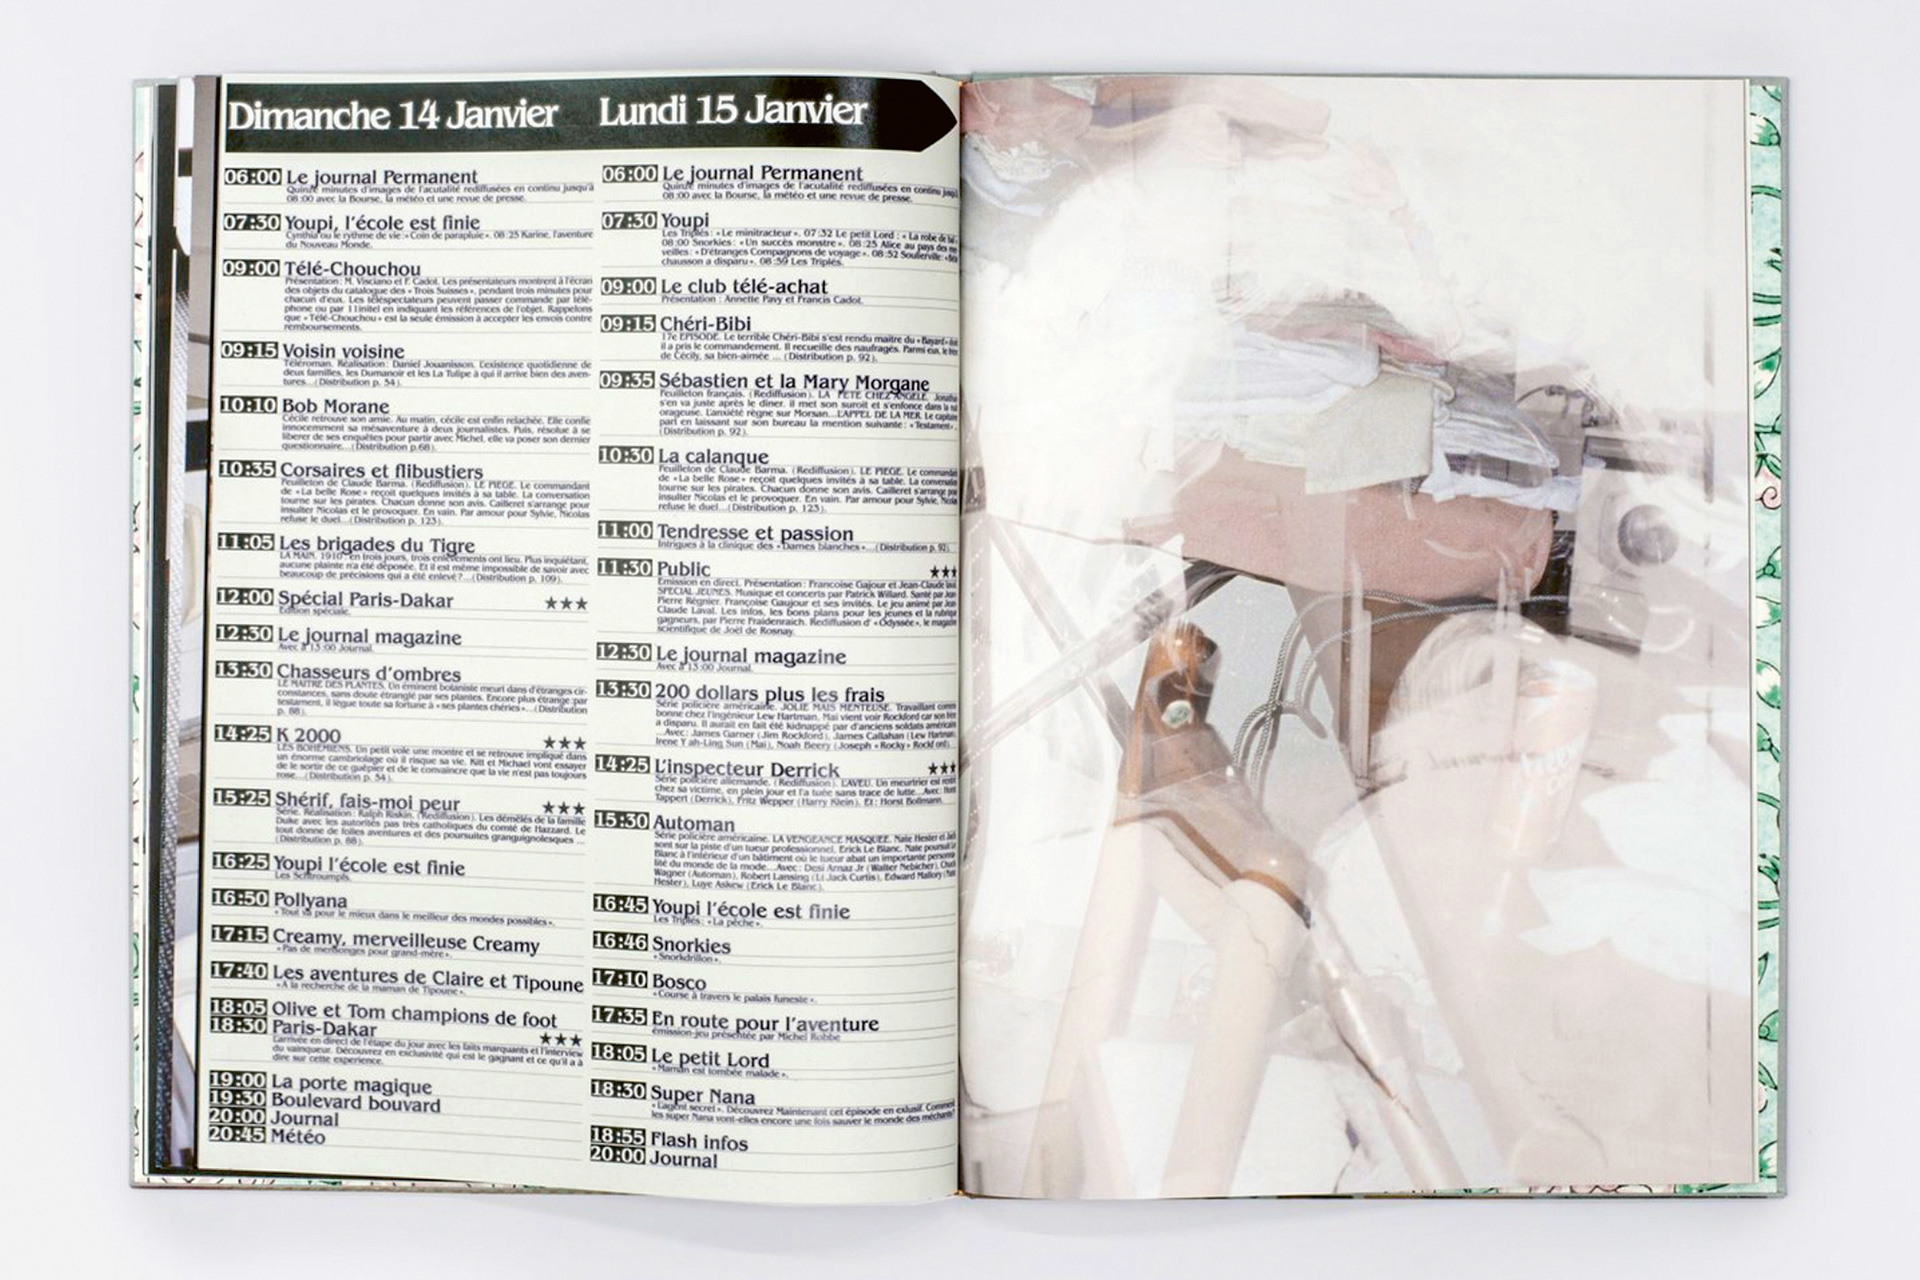 Dimanche 14 Janvier
06:00 Le journal Permanent
Quinze minutes d'images de l'acutalité rediffusées en continu jusqu'à
08:00 avec la Bourse, la météo et une revue de presse.
07:30 Youpi, l'école est finie
Cynthia ou le rythme de vie: «Coin de parapluie». 08:25 Karine, l'aventure
du Nouveau Monde.
09:00 Télé-Chouchou
Présentation: M. Visciano et F. Cadot. Les présentateurs montrent à l'écran
des objets du catalogue des «Trois Suisses», pendant trois minutes pour
chacun d'eux. Les téléspectateurs peuvent passer commande par télé-
phone ou par 11initel en indiquant les références de l'objet. Rappelons
que «Télé-Chouchou» est la seule émission à accepter les envois contre
remboursements.
09:15 Voisin voisine
Téléroman. Réalisation: Daniel Jouanisson. L'existence quotidienne de
deux familles, les Dumanoir et les La Tulipe à qui il arrive bien des aven-
tures...(Distribution p. 54).
10:10 Bob Morane
Cécile retrouve son amie. Au matin, cécile est enfin relachée. Elle confie
innocemment sa mésaventure à deux journalistes. Puis, résolue à se
liberer de ses enquêtes pour partir avec Michel, elle va poser son dernier
questionnaire...(Distribution p.68).
10:35 Corsaires et flibustiers
Feuilleton de Claude Barma. (Rediffusion). LE PIEGE. Le commandant
de «La belle Rose» reçoit quelques invités à sa table. La conversation
tourne sur les pirates. Chacun donne son avis. Cailleret s'arrange pour
insulter Nicolas et le provoquer. En vain. Par amour pour Sylvie, Nicolas
refuse le duel...(Distribution p. 123).
11:05 Les brigades du Tigre
LA MAIN. 1910: en trois jours, trois enlèvements ont lieu. Plus inquiétant,
aucune plainte n'a été déposée. Et il est même impossible de savoir avec
beaucoup de précisions qui a été enlevé?...(Distribution p. 109).
12:00 Spécial Paris-Dakar ★★★
Edition spéciale.
12:30 Le journal magazine
Avec à 13:00 Journal.
13:30 Chasseurs d'ombres
LE MAITRE DES PLANTES. Un éminent botaniste meurt dans d'étranges cir-
constances, sans doute étranglé par ses plantes. Encore plus étrange: par
testament, il lègue toute sa fortune à «ses plantes chéries»...(Distribution
p. 88).
14:25 K 2000 ★★★
LES BOHEMIENS. Un petit vole une montre et se retrouve impliqué dans
un énorme cambriolage où il risque sa vie. Kitt et Michael vont essayer
de le sortir de ce guêpier et de le convaincre que la vie n'est pas toujours
rose...(Distribution p. 54).
15:25 Shérif, fais-moi peur ★★★
Série. Réalisation: Ralph Riskin. (Rediffusion). Les démêlés de la famille
Duke avec les autorités pas très catholiques du comté de Hazzard. Le
tout donne de folles aventures et des poursuites granguignolesques ...
(Distribution p. 88).
16:25 Youpi l'école est finie
Les Schtroumpfs.
16:50 Pollyana
«Tout va pour le mieux dans le meilleur des mondes possibles».
17:15 Creamy, merveilleuse Creamy
«Pas de mensonges pour grand-mère».
17:40 Les aventures de Claire et Tipoune
«A la recherche de la maman de Tipoune».
18:05 Olive et Tom champions de foot
18:30 Paris-Dakar ★★★
L'arrivée en direct de l'étape du jour avec les faits marquants et l'interview
du vainqueur. Découvrez en exclusivité qui est le gagnant et ce qu'il a à
dire sur cette experience.
19:00 La porte magique
19:30 Boulevard bouvard
20:00 Journal
20:45 Météo
Lundi 15 Janvier
06:00 Le journal Permanent
Quinze minutes d'images de l'acutalité rediffusées en continu
08:00 avec la Bourse, la météo et une revue de presse.
07:30 Youpi
Les Triplés: «Le minitracteur». 07:32 Le petit Lord: «La robe de
08:00 Snorkies: «Un succès monstre». 08:25 Alice au pays des
veilles: «D'étranges Compagnons de voyage». 08:52
chausson a disparu». 08:59 Les Triplés.
09:00 Le club télé-achat
Présentation: Annette Pavy et Francis Cadot.
09:15 Chéri-Bibi
17e EPISODE. Le terrible Chéri-Bibi s'est rendu maître du «Bayard»
il a pris le commandement. Il recueille des naufragés. Parmi eux, le
de Cécily, sa bien-aimée ... (Distribution p. 92).
09:35 Sébastien et la Mary Morgane
Feuilleton français. (Rediffusion). LA FETE CHEZ ANGELE.
s'en va juste après le dîner. il met son suroit et s'enfonce dans la
orageuse. L'anxiété règne sur Morsan...L'APPEL DE LA MER. Le
part en laissant sur son bureau la mention suivante: «Testament».
(Distribution p. 92).
10:30 La calanque
Feuilleton de Claude Barma. (Rediffusion). LE PIEGE. Le
de «La belle Rose» reçoit quelques invités à sa table. La
tourne sur les pirates. Chacun donne son avis. Cailleret s'arrange
insulter Nicolas et le provoquer. En vain. Par amour pour Sylvie,
refuse le duel...(Distribution p. 123).
11:00 Tendresse et passion
Intrigues à la clinique des «Dames blanches»...(Distribution p. 92).
11:30 Public ★★★
Emission en direct. Présentation: Francoise Gajour et Jean-Claude
SPECIAL JEUNES. Musique et concerts par Patrick Willard. Santé par
Pierre Régnier. Françoise Gaujour et ses invités. Le jeu animé par
Claude Laval. Les infos, les bons plans pour les jeunes et la
gagneurs, par Pierre Fraidenraich. Rediffusion d' «Odyssée», le
scientifique de Joël de Rosnay.
12:30 Le journal magazine
Avec à 13:00 Journal.
13:30 200 dollars plus les frais
Série policière américaine. JOLIE MAIS MENTEUSE. Travaillant
bonne chez l'ingénieur Lew Hartman, Mai vient voir Rockford car son
a disparu. Il aurait en fait été kidnappé par d'anciens soldats
...Avec: James Garner (Jim Rockford), James Callahan (Lew
Irene Y ah-Ling Sun (Mai), Noah Beery (Joseph «Rocky» Rockf ord)...
14:25 L'inspecteur Derrick ★★★
Série policière allemande. (Rediffusion). L'AVEU. Un meurtrier est
chez sa victime, en plein jour et l'a tuée sans trace de lutte...Avec:
Tappert (Derrick), Fritz Wepper (Harry Klein). Et: Horst Bollmann.
15:30 Automan
Série policière américaine. LA VENGEANCE MASQUEE. Nate Hester et
sont sur la piste d'un tueur professionnel, Erick Le Blanc. Nate poursuit
Blanc à l'intérieur d'un bâtiment où le tueur abat un importante
lité du monde de la mode...Avec: Desi Arnaz Jr (Walter Nebicher),
Wagner (Automan), Robert Lansing (Lt Jack Curtis), Edward Mallory
Hester), Luye Askew (Erick Le Blanc).
16:45 Youpi l'école est finie
Les Triplés: «La pêche».
16:46 Snorkies
«Snorkdrillon».
17:10 Bosco
«Course à travers le palais funeste».
17:35 En route pour l'aventure
émission-jeu présentée par Michel Robbe
18:05 Le petit Lord
«Maman est tombée malade».
18:30 Super Nana
«L'agent secret». Découvrez Maintenant cet épisode en exlusif.
les super Nana vont-elles encore une fois sauver le monde des méchants?
18:55 Flash infos
20:00 Journal